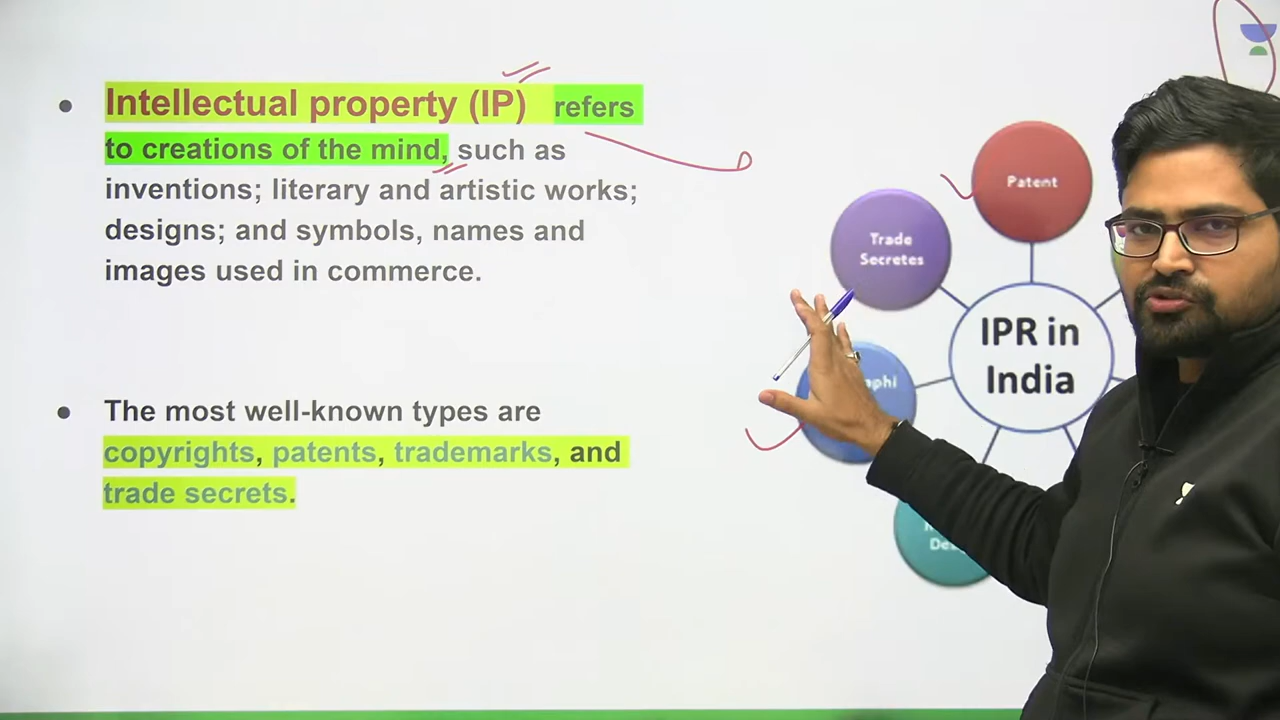 Intellectual property (IP) refers
to creations of the mind, such as
inventions; literary and artistic works;
designs; and symbols, names and
images used in commerce.
The most well-known types are
copyrights, patents, trademarks, and
trade secrets.
Patent
Trade
Secretes
IPR in
India